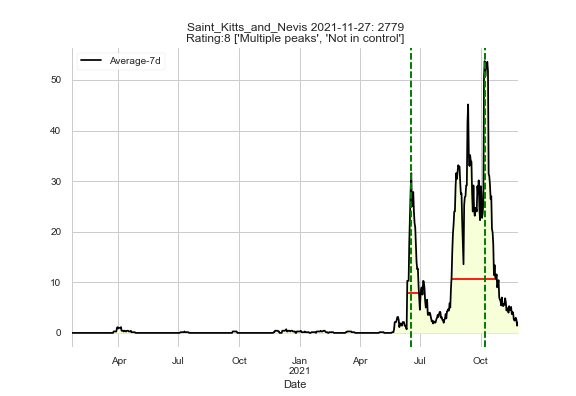 Saint_Kitts_and_Nevis 2021-11-27: 2779
Rating:8 ['Multiple peaks', 'Not in control']
Average-7d
50
40
30
20
10
0
Apr Jul Oct Jan Apr Jul Oct
2021
Date